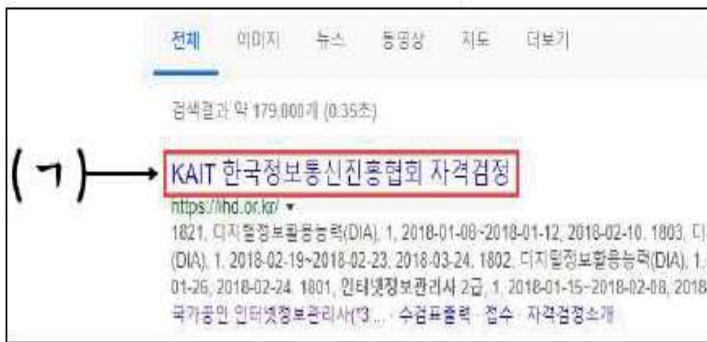 전체 이미지 뉴스 동영상 지도 더보기
검색결과 약 179,000개 (0.35초)
(ㄱ)
KAIT 한국정보통신진흥협회 자격검정
https://ihd.or.kr/ ▼
1821, 디지털정보활용능력(DIA), 1, 2018-01-08~2018-01-12, 2018-02-10. 1803, 디
(DIA), 1, 2018-02-19~2018-02-23, 2018-03-24. 1802, 디지털정보활용능력(DIA), 1.
01-26, 2018-02-24. 1801, 인터넷정보관리사 2급, 1, 2018-01-15~2018-02-08, 2018
국가공인 인터넷정보관리사(*3 ... · 수검표출력 · 접수 · 자격검정소개